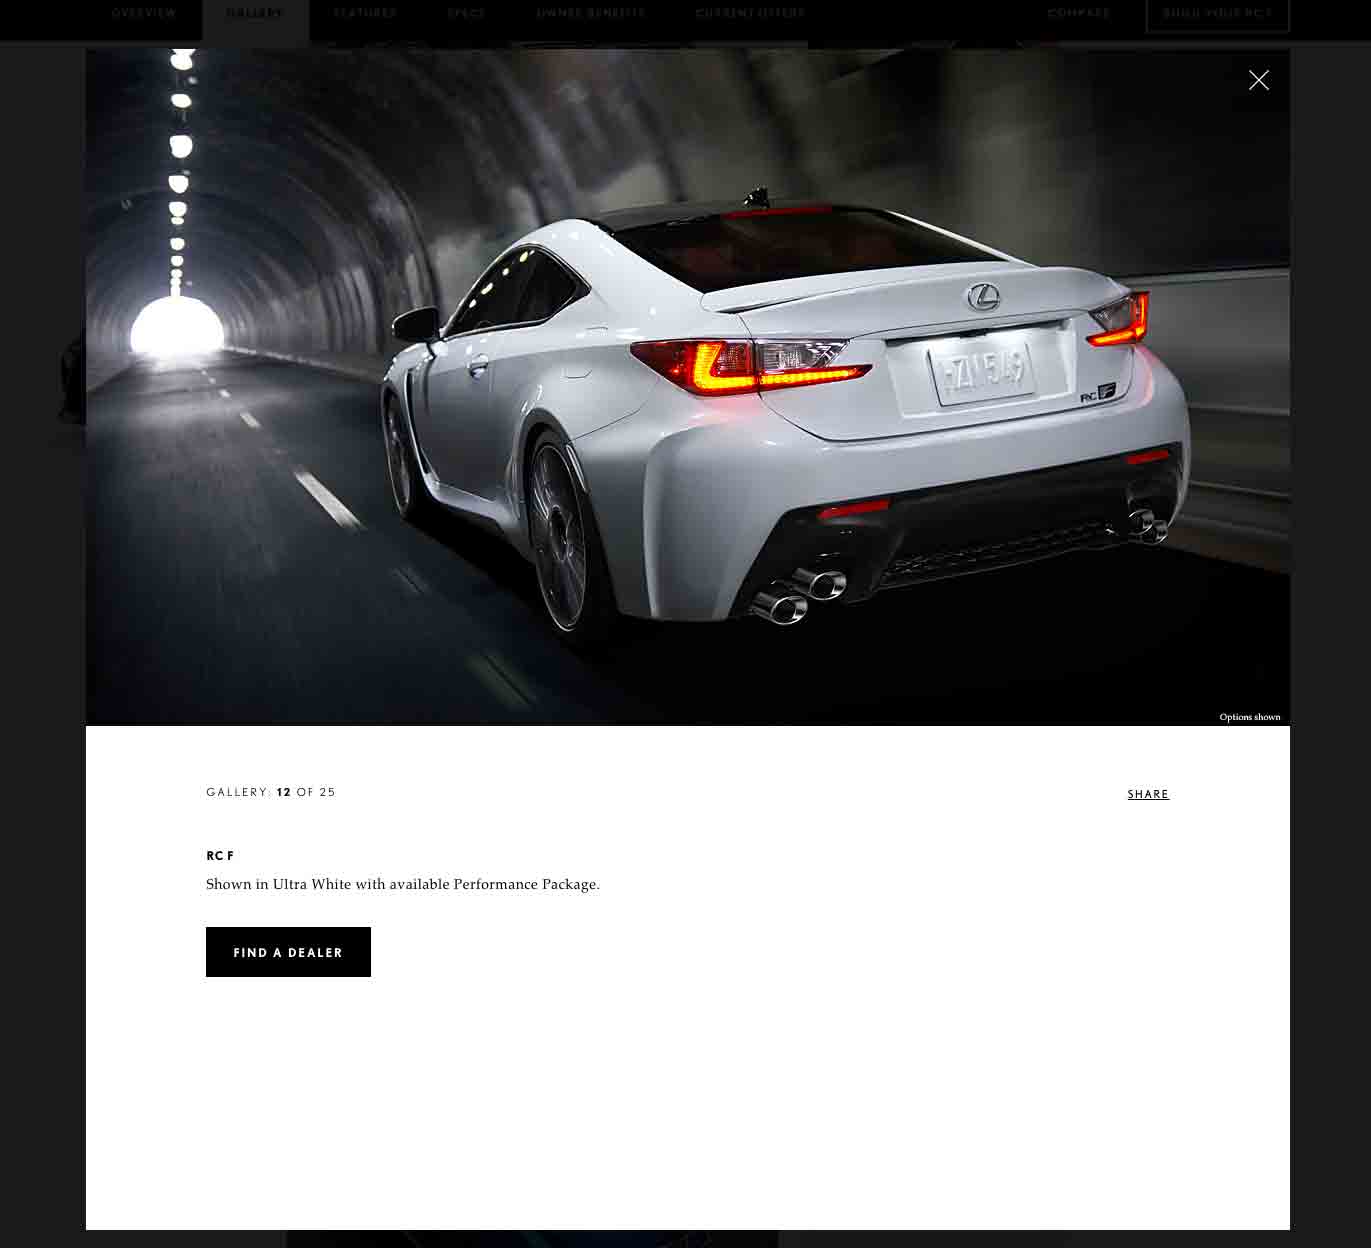 OVERVIEW
GALLERY
FEATURES
SPECS
OWNER BENEFITS
CURRENT OFFERS
COMPARE
BUILD YOUR RC F
RC F
Options shown
GALLERY: 12 OF 25
SHARE
RC F
Shown in Ultra White with available Performance Package.
FIND A DEALER